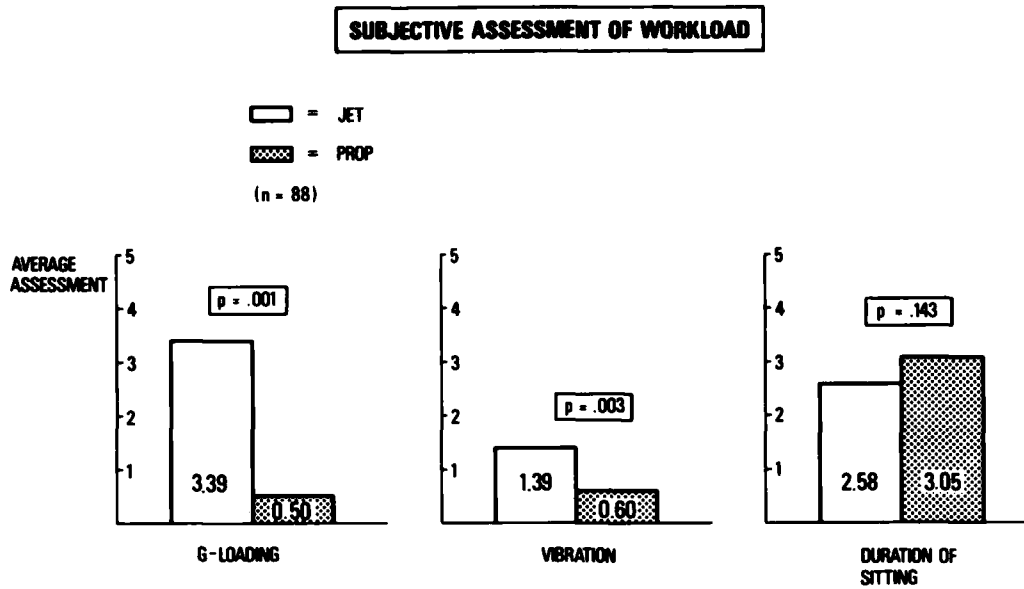 SUBJECTIVE ASSESSMENT OF WORKLOAD
= JET
= PROP
(n = 88)
AVERAGE
ASSESSMENT
5
4
3
2
1
p = .001
3.39
0.50
G-LOADING
5
4
3
2
1
p = .003
1.39
0.60
VIBRATION
5
4
3
2
1
p = .143
2.58
3.05
DURATION OF
SITTING